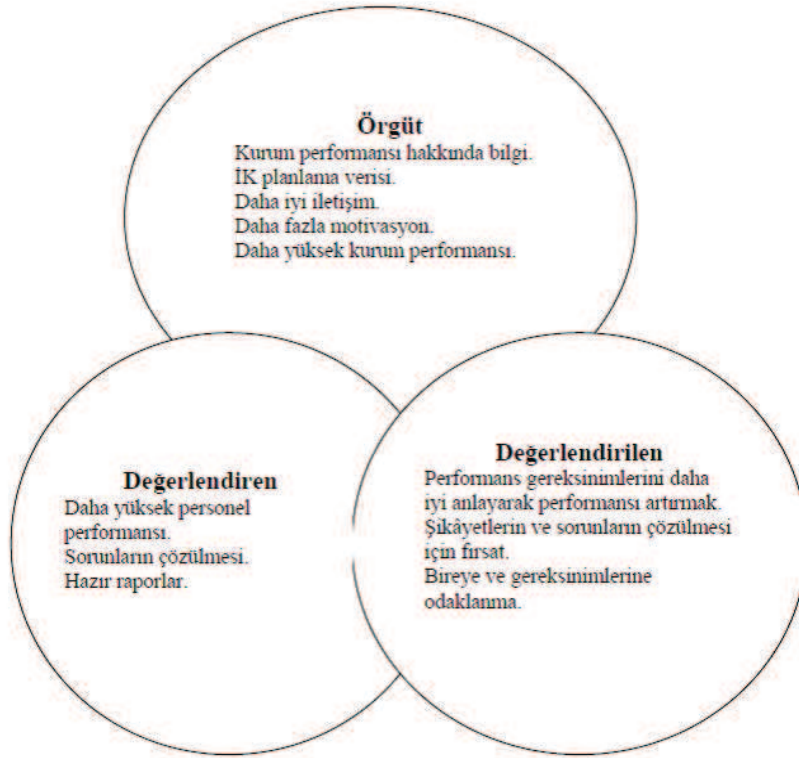 Örgüt
Kurum performansı hakkında bilgi.
İK planlama verisi.
Daha iyi iletişim.
Daha fazla motivasyon.
Daha yüksek kurum performansı.
Değerlendiren
Daha yüksek personel
performansı.
Sorunların çözülmesi.
Hazır raporlar.
Değerlendirilen
Performans gereksinimlerini daha
iyi anlayarak performansı artırmak.
Şikâyetlerin ve sorunların çözülmesi
için fırsat.
Bireye ve gereksinimlerine
odaklanma.